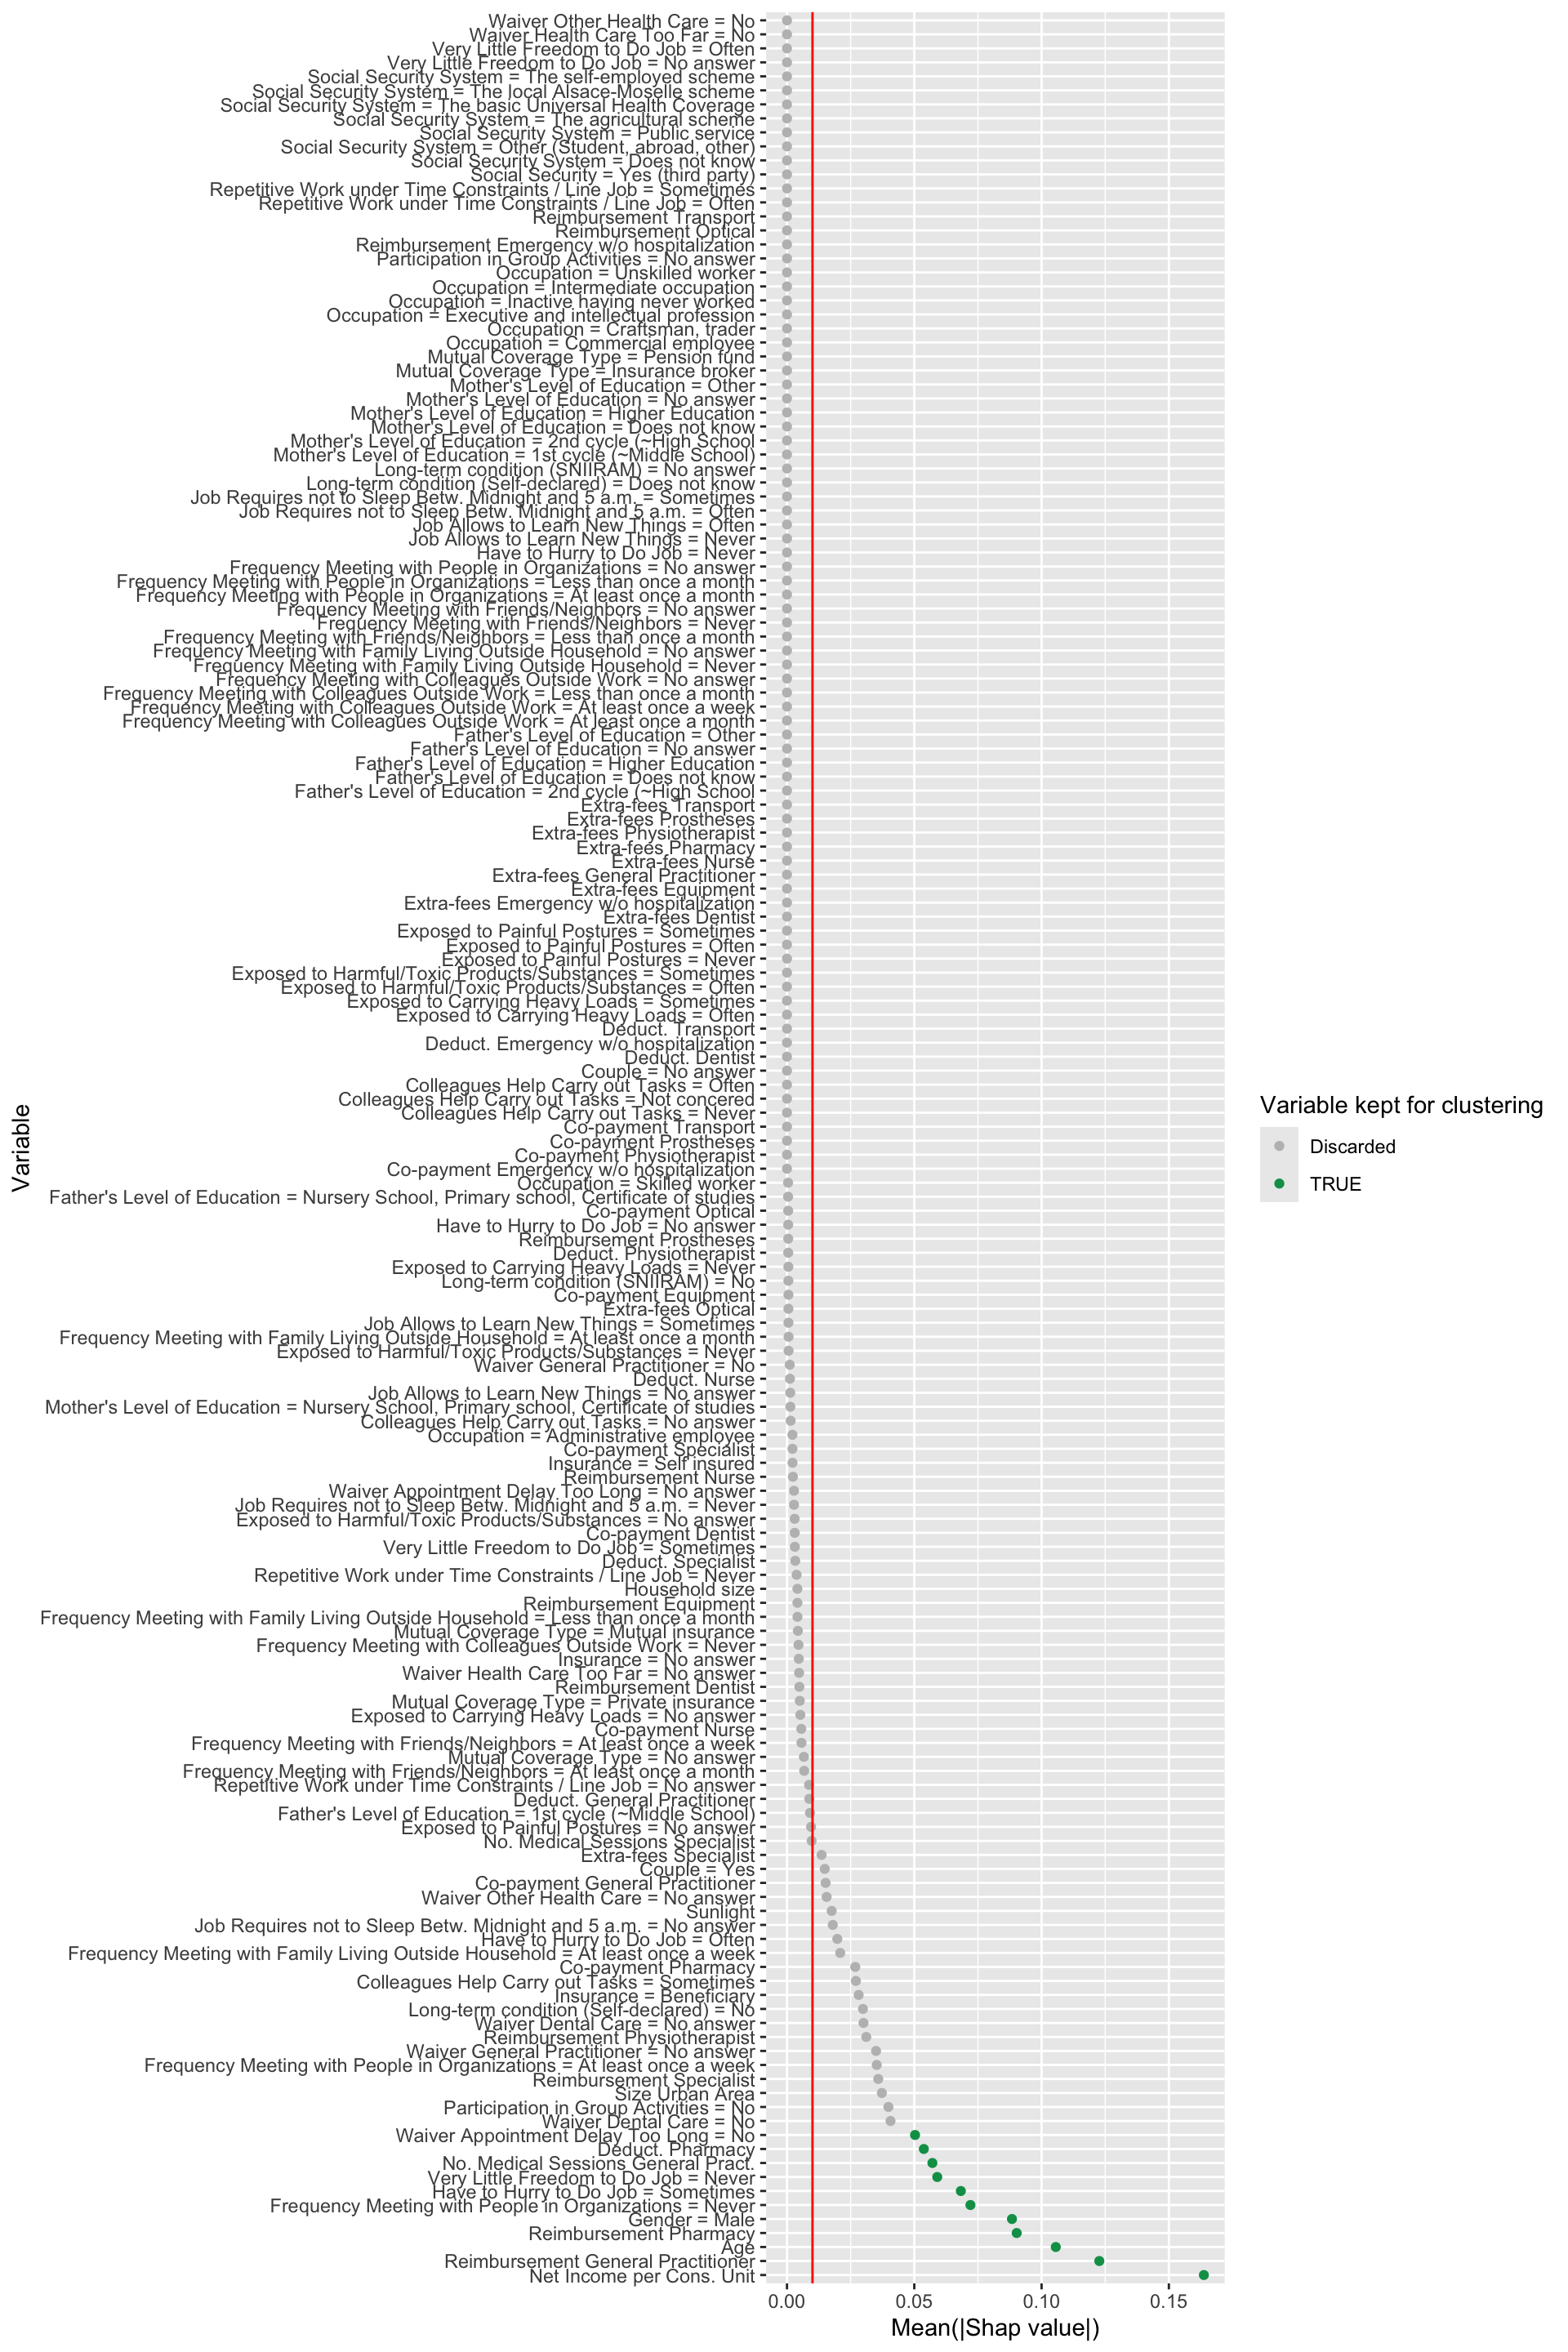 Waiver Other Health Care = No
Waiver Health Care Too Far = No
Very Little Freedom to Do Job = Often
Very Little Freedom to Do Job = No answer
Social Security System = The self-employed scheme
Social Security System = The local Alsace-Moselle scheme
Social Security System = The basic Universal Health Coverage
Social Security System = The agricultural scheme
Social Security System = Public service
Social Security System = Other (Student, abroad, other)
Social Security System = Does not know
Social Security = Yes (third party)
Repetitive Work under Time Constraints / Line Job = Sometimes
Repetitive Work under Time Constraints / Line Job = Often
Reimbursement Transport
Reimbursement Optical
Reimbursement Emergency w/o hospitalization
Participation in Group Activities = No answer
Occupation = Unskilled worker
Occupation = Intermediate occupation
Occupation = Inactive having never worked
Occupation = Executive and intellectual profession
Occupation = Craftsman, trader
Occupation = Commercial employee
Mutual Coverage Type = Pension fund
Mutual Coverage Type = Insurance broker
Mother's Level of Education = Other
Mother's Level of Education = No answer
Mother's Level of Education = Higher Education
Mother's Level of Education = Does not know
Mother's Level of Education = 2nd cycle (~High School
Mother's Level of Education = 1st cycle (~Middle School)
Long-term condition (SNIIRAM) = No answer
Long-term condition (Self-declared) = Does not know
Job Requires not to Sleep Betw. Midnight and 5 a.m. = Sometimes
Job Requires not to Sleep Betw. Midnight and 5 a.m. = Often
Job Allows to Learn New Things = Often
Job Allows to Learn New Things = Never
Have to Hurry to Do Job = Never
Frequency Meeting with People in Organizations = No answer
Frequency Meeting with People in Organizations = Less than once a month
Frequency Meeting with People in Organizations = At least once a month
Frequency Meeting with Friends/Neighbors = No answer
Frequency Meeting with Friends/Neighbors = Never
Frequency Meeting with Friends/Neighbors = Less than once a month
Frequency Meeting with Family Living Outside Household = No answer
Frequency Meeting with Family Living Outside Household = Never
Frequency Meeting with Colleagues Outside Work = No answer
Frequency Meeting with Colleagues Outside Work = Less than once a month
Frequency Meeting with Colleagues Outside Work = At least once a week
Frequency Meeting with Colleagues Outside Work = At least once a month
Father's Level of Education = Other
Father's Level of Education = No answer
Father's Level of Education = Higher Education
Father's Level of Education = Does not know
Father's Level of Education = 2nd cycle (~High School
Extra-fees Transport
Extra-fees Prostheses
Extra-fees Physiotherapist
Extra-fees Pharmacy
Extra-fees Nurse
Extra-fees General Practitioner
Extra-fees Equipment
Extra-fees Emergency w/o hospitalization
Extra-fees Dentist
Exposed to Painful Postures = Sometimes
Exposed to Painful Postures = Often
Exposed to Painful Postures = Never
Exposed to Harmful/Toxic Products/Substances = Sometimes
Exposed to Harmful/Toxic Products/Substances = Often
Exposed to Carrying Heavy Loads = Sometimes
Exposed to Carrying Heavy Loads = Often
Deduct. Transport
Deduct. Emergency w/o hospitalization
Deduct. Dentist
Couple = No answer
Colleagues Help Carry out Tasks = Often
Colleagues Help Carry out Tasks = Not concered
Colleagues Help Carry out Tasks = Never
Co-payment Transport
Co-payment Prostheses
Co-payment Physiotherapist
Co-payment Emergency w/o hospitalization
Occupation = Skilled worker
Father's Level of Education = Nursery School, Primary school, Certificate of studies
Co-payment Optical
Have to Hurry to Do Job = No answer
Reimbursement Prostheses
Deduct. Physiotherapist
Exposed to Carrying Heavy Loads = Never
Long-term condition (SNIIRAM) = No
Co-payment Equipment
Extra-fees Optical
Job Allows to Learn New Things = Sometimes
Frequency Meeting with Family Living Outside Household = At least once a month
Exposed to Harmful/Toxic Products/Substances = Never
Waiver General Practitioner = No
Deduct. Nurse
Job Allows to Learn New Things = No answer
Mother's Level of Education = Nursery School, Primary school, Certificate of studies
Colleagues Help Carry out Tasks = No answer
Occupation = Administrative employee
Co-payment Specialist
Insurance = Self insured
Reimbursement Nurse
Waiver Appointment Delay Too Long = No answer
Job Requires not to Sleep Betw. Midnight and 5 a.m. = Never
Exposed to Harmful/Toxic Products/Substances = No answer
Co-payment Dentist
Very Little Freedom to Do Job = Sometimes
Deduct. Specialist
Repetitive Work under Time Constraints / Line Job = Never
Household size
Reimbursement Equipment
Frequency Meeting with Family Living Outside Household = Less than once a month
Mutual Coverage Type = Mutual insurance
Frequency Meeting with Colleagues Outside Work = Never
Insurance = No answer
Waiver Health Care Too Far = No answer
Reimbursement Dentist
Mutual Coverage Type = Private insurance
Exposed to Carrying Heavy Loads = No answer
Co-payment Nurse
Frequency Meeting with Friends/Neighbors = At least once a week
Mutual Coverage Type = No answer
Frequency Meeting with Friends/Neighbors = At least once a month
Repetitive Work under Time Constraints / Line Job = No answer
Deduct. General Practitioner
Father's Level of Education = 1st cycle (~Middle School)
Exposed to Painful Postures = No answer
No. Medical Sessions Specialist
Extra-fees Specialist
Couple = Yes
Co-payment General Practitioner
Waiver Other Health Care = No answer
Sunlight
Job Requires not to Sleep Betw. Midnight and 5 a.m. = No answer
Have to Hurry to Do Job = Often
Frequency Meeting with Family Living Outside Household = At least once a week
Co-payment Pharmacy
Colleagues Help Carry out Tasks = Sometimes
Insurance = Beneficiary
Long-term condition (Self-declared) = No
Waiver Dental Care = No answer
Reimbursement Physiotherapist
Waiver General Practitioner = No answer
Frequency Meeting with People in Organizations = At least once a week
Reimbursement Specialist
Size Urban Area
Participation in Group Activities = No
Waiver Dental Care = No
Waiver Appointment Delay Too Long = No
Deduct. Pharmacy
No. Medical Sessions General Pract.
Very Little Freedom to Do Job = Never
Have to Hurry to Do Job = Sometimes
Frequency Meeting with People in Organizations = Never
Gender = Male
Reimbursement Pharmacy
Age
Reimbursement General Practitioner
Net Income per Cons. Unit
0.00 0.05 0.10 0.15
Mean(|Shap value|)
Variable
Variable kept for clustering
Discarded
TRUE